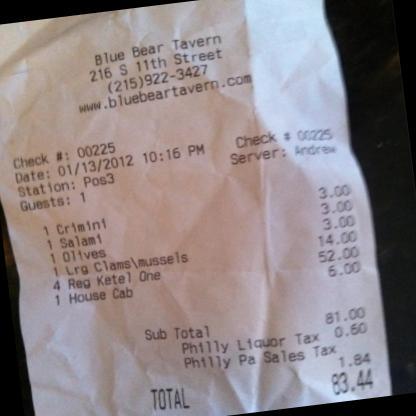 Blue Bear Tavern
216 S 11th Street
(215)922-3427
www.bluebeartavern.com
Check #: 00225 Check # 00225
Date: 01/13/2012 10:16 PM Server: Andrew
Station: Pos3
Guests: 1
1 Crimini 3.00
1 Salami 3.00
1 Olives 3.00
1 Lrg Clams\mussels 14.00
4 Reg Ketel One 52.00
1 House Cab 6.00
Sub Total 81.00
Philly Liquor Tax 0.60
Philly Pa Sales Tax 1.84
TOTAL 83.44